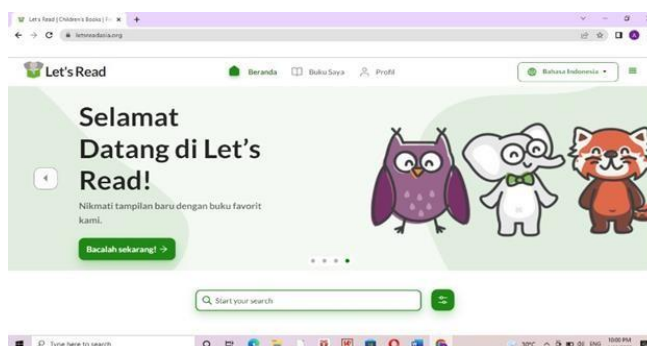 Let's Read | Children's Books | Fr
letsreadasia.org
Let's Read
Beranda
Buku Saya
Profil
Bahasa Indonesia
Selamat
Datang di Let's
Read!
Nikmati tampilan baru dengan buku favorit
kami.
Bacalah sekarang! →
Start your search
Type here to search
30°C
ENG
10:00 PM